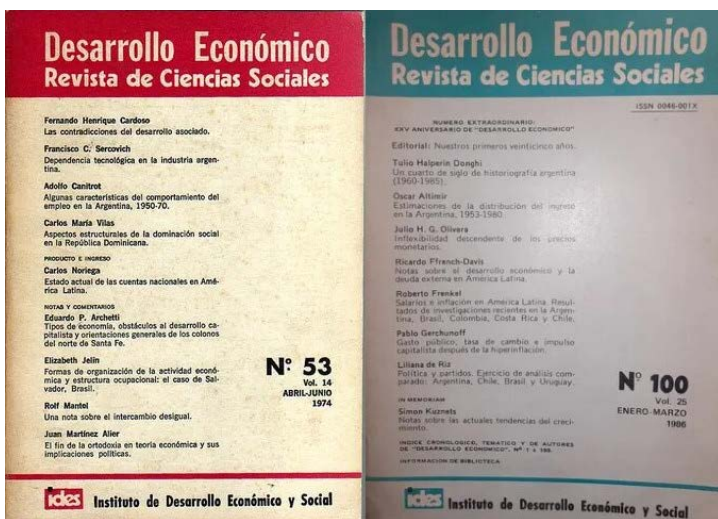 Desarrollo Económico
Revista de Ciencias Sociales
Fernando Henrique Cardoso
Las contradicciones del desarrollo asociado.
Francisco C. Sercovich
Dependencia tecnológica en la industria argen-
tina.
Adolfo Canitrot
Algunas características del comportamiento del
empleo en la Argentina, 1950-70.
Carlos María Vilas
Aspectos estructurales de la dominación social
en la República Dominicana.
PRODUCTO E INGRESO
Carlos Noriega
Estado actual de las cuentas nacionales en Amé-
rica Latina.
NOTAS Y COMENTARIOS
Eduardo P. Archetti
Tipos de economía, obstáculos al desarrollo ca-
pitalista y orientaciones generales de los colonos
del norte de Santa Fe.
Elizabeth Jelin
Formas de organización de la actividad econó-
mica y estructura ocupacional: el caso de Sal-
vador, Brasil.
Rolf Mantel
Una nota sobre el intercambio desigual.
Juan Martínez Alier
El fin de la ortodoxia en teoría económica y sus
implicaciones políticas.
Nº 53
Vol. 14
ABRIL-JUNIO
1974
ides Instituto de Desarrollo Económico y Social
Desarrollo Económico
Revista de Ciencias Sociales
ISSN 0046-001X
NUMERO EXTRAORDINARIO:
XXV ANIVERSARIO DE "DESARROLLO ECONOMICO"
Editorial: Nuestros primeros veinticinco años.
Tulio Halperin Donghi
Un cuarto de siglo de historiografía argentina
(1960-1985).
Oscar Altimir
Estimaciones de la distribución del ingreso
en la Argentina, 1953-1980.
Julio H. G. Olivera
Inflexibilidad descendente de los precios
monetarios.
Ricardo Ffrench-Davis
Notas sobre el desarrollo económico y la
deuda externa en América Latina.
Roberto Frenkel
Salarios e inflación en América Latina. Resul-
tados de investigaciones recientes en la Argen-
tina, Brasil, Colombia, Costa Rica y Chile.
Pablo Gerchunoff
Gasto público, tasa de cambio e impulso
capitalista después de la hiperinflación.
Liliana de Riz
Política y partidos. Ejercicio de análisis com-
parado: Argentina, Chile, Brasil y Uruguay.
IN MEMORIAM
Simon Kuznets
Notas sobre las actuales tendencias del creci-
miento.
INDICE CRONOLOGICO, TEMATICO Y DE AUTORES
DE "DESARROLLO ECONOMICO", Nº 1 a 100.
INFORMACION DE BIBLIOTECA
Nº 100
Vol. 25
ENERO-MARZO
1986
ides Instituto de Desarrollo Económico y Social